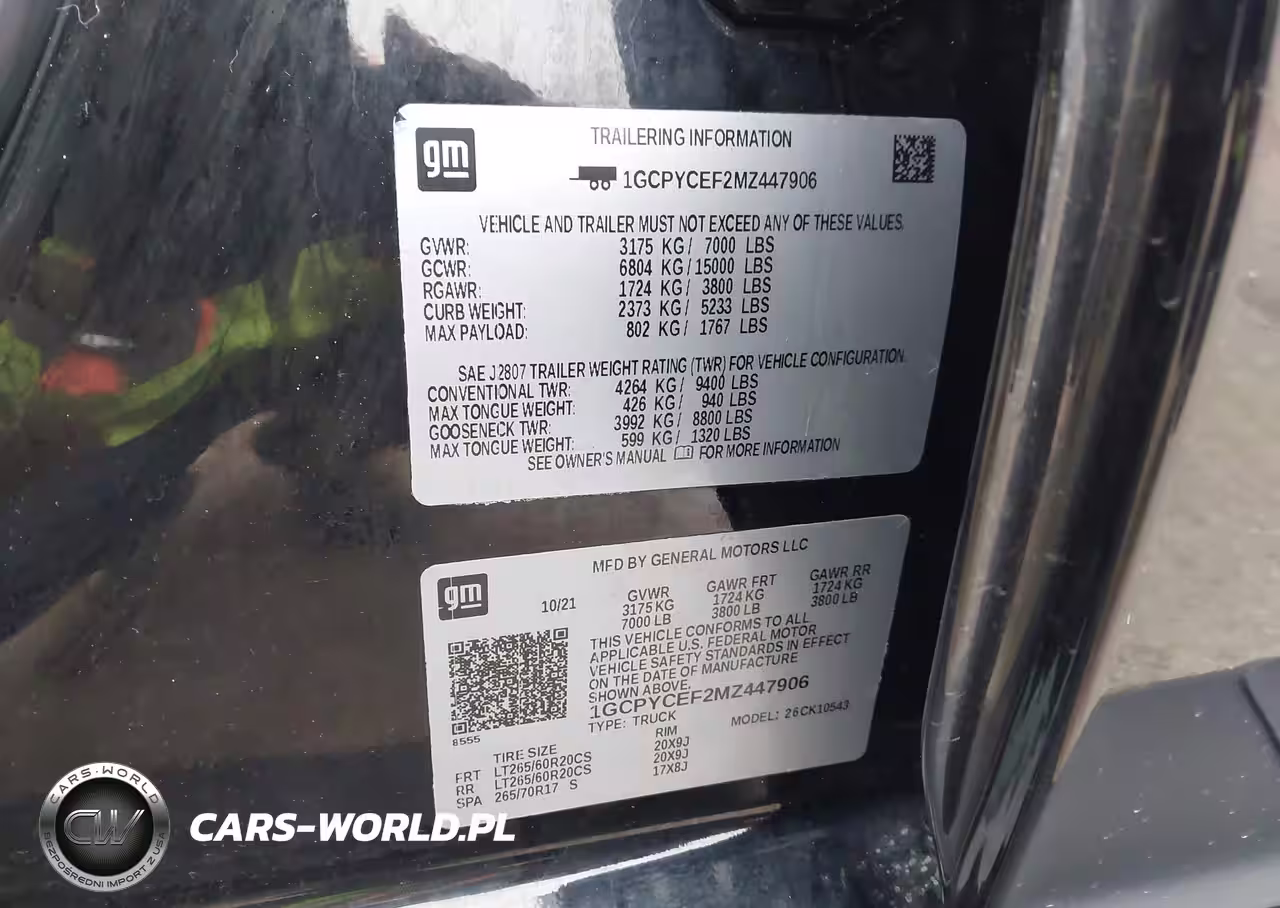 gm
TRAILERING INFORMATION
1GCPYCEF2MZ447906
VEHICLE AND TRAILER MUST NOT EXCEED ANY OF THESE VALUES.
GVWR: 3175 KG / 7000 LBS
GCWR: 6804 KG / 15000 LBS
RGAWR: 1724 KG / 3800 LBS
CURB WEIGHT: 2373 KG / 5233 LBS
MAX PAYLOAD: 802 KG / 1767 LBS
SAE J2807 TRAILER WEIGHT RATING (TWR) FOR VEHICLE CONFIGURATION.
CONVENTIONAL TWR: 4264 KG / 9400 LBS
MAX TONGUE WEIGHT: 426 KG / 940 LBS
GOOSENECK TWR: 3992 KG / 8800 LBS
MAX TONGUE WEIGHT: 599 KG / 1320 LBS
SEE OWNER'S MANUAL FOR MORE INFORMATION
gm
MFD BY GENERAL MOTORS LLC
10/21
GVWR GAWR FRT GAWR RR
3175 KG 1724 KG 1724 KG
7000 LB 3800 LB 3800 LB
THIS VEHICLE CONFORMS TO ALL
APPLICABLE U.S. FEDERAL MOTOR
VEHICLE SAFETY STANDARDS IN EFFECT
ON THE DATE OF MANUFACTURE
SHOWN ABOVE.
1GCPYCEF2MZ447906
TYPE: TRUCK MODEL: 26CK10543
8555
TIRE SIZE RIM
FRT LT265/60R20CS 20X9J
RR LT265/60R20CS 20X9J
SPA 265/70R17 S 17X8J
CARS-WORLD
CW
BEZPOŚREDNI IMPORT Z USA
CARS-WORLD.PL